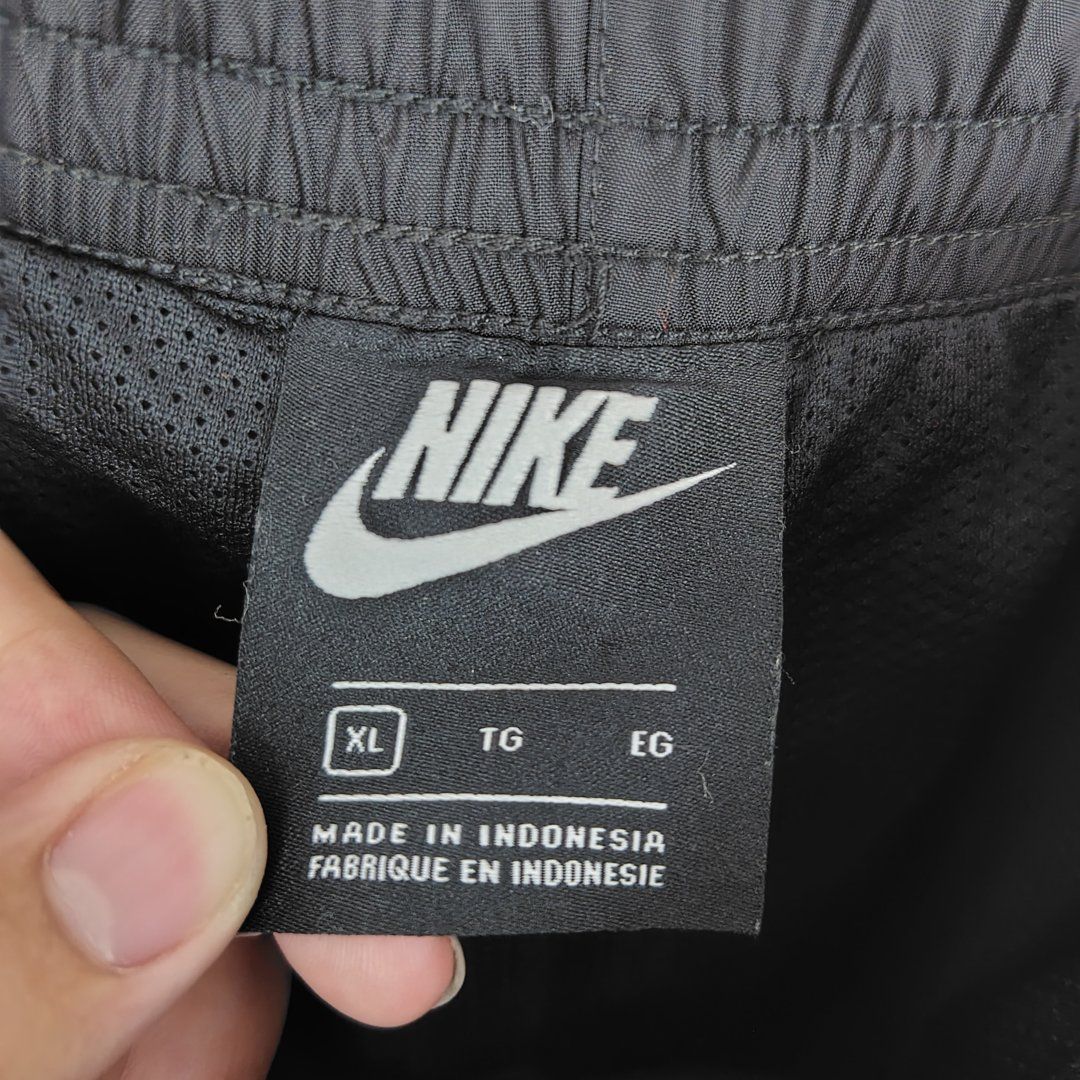 NIKE
XL TG EG
MADE IN INDONESIA
FABRIQUE EN INDONESIE